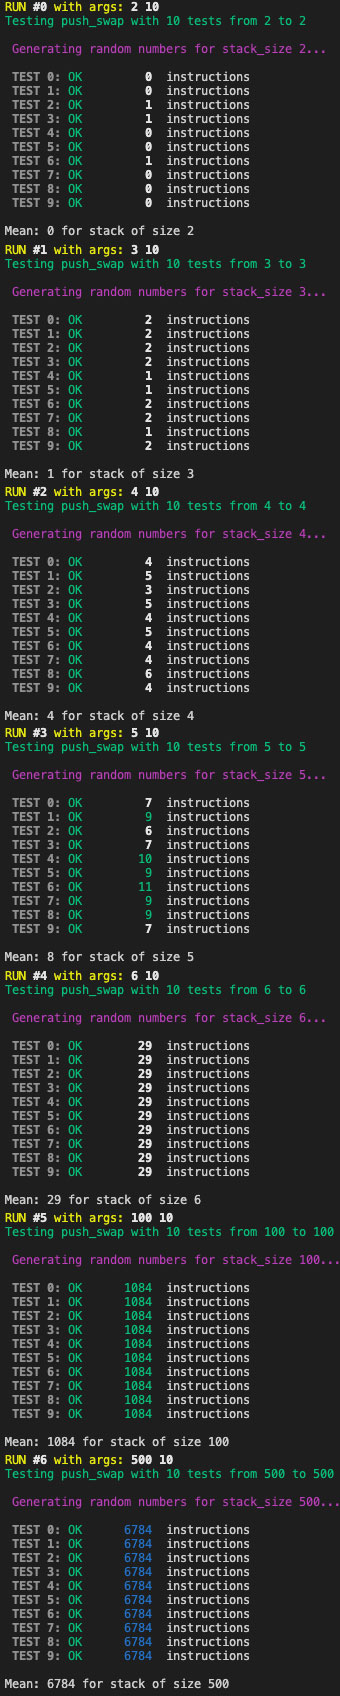 RUN #0 with args: 2 10
Testing push_swap with 10 tests from 2 to 2
Generating random numbers for stack_size 2...
TEST 0: OK 0 instructions
TEST 1: OK 0 instructions
TEST 2: OK 1 instructions
TEST 3: OK 1 instructions
TEST 4: OK 0 instructions
TEST 5: OK 0 instructions
TEST 6: OK 1 instructions
TEST 7: OK 0 instructions
TEST 8: OK 0 instructions
TEST 9: OK 0 instructions
Mean: 0 for stack of size 2
RUN #1 with args: 3 10
Testing push_swap with 10 tests from 3 to 3
Generating random numbers for stack_size 3...
TEST 0: OK 2 instructions
TEST 1: OK 2 instructions
TEST 2: OK 2 instructions
TEST 3: OK 2 instructions
TEST 4: OK 1 instructions
TEST 5: OK 1 instructions
TEST 6: OK 2 instructions
TEST 7: OK 2 instructions
TEST 8: OK 1 instructions
TEST 9: OK 2 instructions
Mean: 1 for stack of size 3
RUN #2 with args: 4 10
Testing push_swap with 10 tests from 4 to 4
Generating random numbers for stack_size 4...
TEST 0: OK 4 instructions
TEST 1: OK 5 instructions
TEST 2: OK 3 instructions
TEST 3: OK 5 instructions
TEST 4: OK 4 instructions
TEST 5: OK 5 instructions
TEST 6: OK 4 instructions
TEST 7: OK 4 instructions
TEST 8: OK 6 instructions
TEST 9: OK 4 instructions
Mean: 4 for stack of size 4
RUN #3 with args: 5 10
Testing push_swap with 10 tests from 5 to 5
Generating random numbers for stack_size 5...
TEST 0: OK 7 instructions
TEST 1: OK 9 instructions
TEST 2: OK 6 instructions
TEST 3: OK 7 instructions
TEST 4: OK 10 instructions
TEST 5: OK 9 instructions
TEST 6: OK 11 instructions
TEST 7: OK 9 instructions
TEST 8: OK 9 instructions
TEST 9: OK 7 instructions
Mean: 8 for stack of size 5
RUN #4 with args: 6 10
Testing push_swap with 10 tests from 6 to 6
Generating random numbers for stack_size 6...
TEST 0: OK 29 instructions
TEST 1: OK 29 instructions
TEST 2: OK 29 instructions
TEST 3: OK 29 instructions
TEST 4: OK 29 instructions
TEST 5: OK 29 instructions
TEST 6: OK 29 instructions
TEST 7: OK 29 instructions
TEST 8: OK 29 instructions
TEST 9: OK 29 instructions
Mean: 29 for stack of size 6
RUN #5 with args: 100 10
Testing push_swap with 10 tests from 100 to 100
Generating random numbers for stack_size 100...
TEST 0: OK 1084 instructions
TEST 1: OK 1084 instructions
TEST 2: OK 1084 instructions
TEST 3: OK 1084 instructions
TEST 4: OK 1084 instructions
TEST 5: OK 1084 instructions
TEST 6: OK 1084 instructions
TEST 7: OK 1084 instructions
TEST 8: OK 1084 instructions
TEST 9: OK 1084 instructions
Mean: 1084 for stack of size 100
RUN #6 with args: 500 10
Testing push_swap with 10 tests from 500 to 500
Generating random numbers for stack_size 500...
TEST 0: OK 6784 instructions
TEST 1: OK 6784 instructions
TEST 2: OK 6784 instructions
TEST 3: OK 6784 instructions
TEST 4: OK 6784 instructions
TEST 5: OK 6784 instructions
TEST 6: OK 6784 instructions
TEST 7: OK 6784 instructions
TEST 8: OK 6784 instructions
TEST 9: OK 6784 instructions
Mean: 6784 for stack of size 500